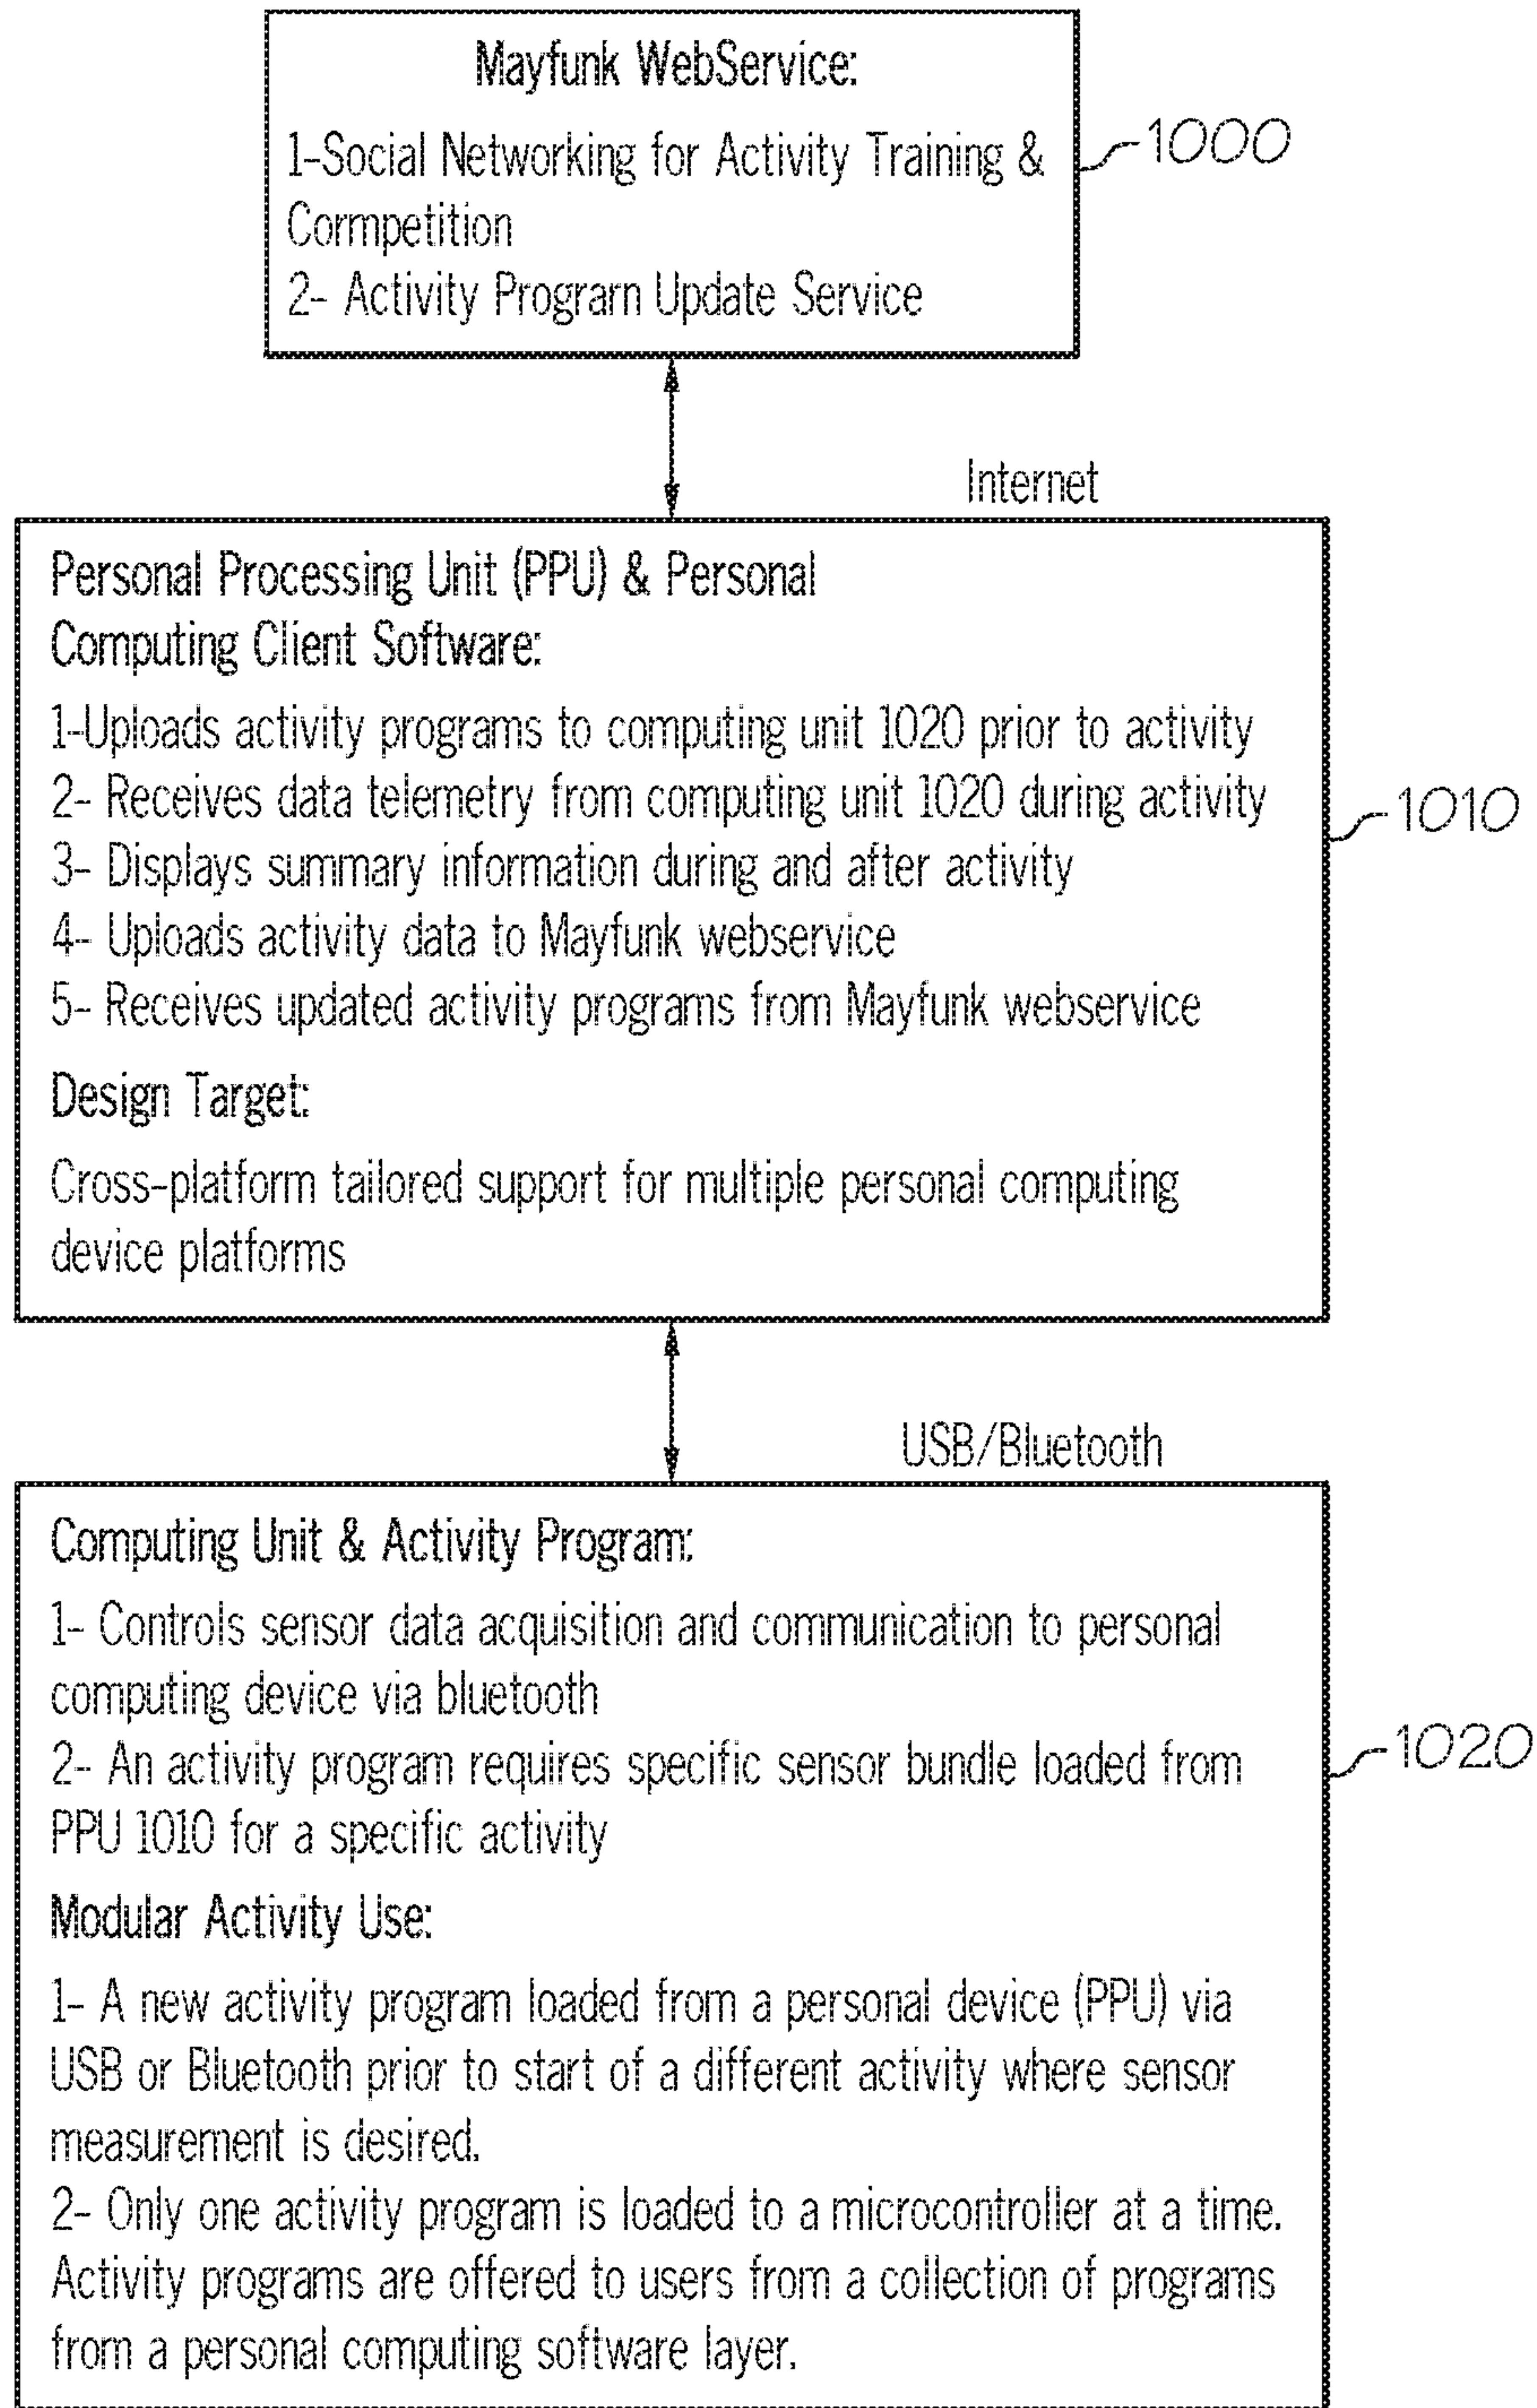 Mayfunk WebService:
1-Social Networking for Activity Training &
Cormpetition
2- Activity Prograrn Update Service
1000
Internet
Personal Processing Unit (PPU) & Personal
Computing Client Software:
1-Uploads activity programs to computing unit 1020 prior to activity
2- Receives data telemetry from computing unit 1020 during activity
3- Displays summary information during and after activity
4- Uploads activity data to Mayfunk webservice
5- Receives updated activity programs from Mayfunk webservice
Design Target:
Cross-platform tailored support for multiple personal computing
device platforms
1010
USB/Bluetooth
Computing Unit & Activity Program:
1- Controls sensor data acquisition and communication to personal
computing device via bluetooth
2- An activity program requires specific sensor bundle loaded from
PPU 1010 for a specific activity
Modular Activity Use:
1- A new activity program loaded from a personal device (PPU) via
USB or Bluetooth prior to start of a different activity where sensor
measurement is desired.
2- Only one activity program is loaded to a microcontroller at a time.
Activity programs are offered to users from a collection of programs
from a personal computing software layer.
1020